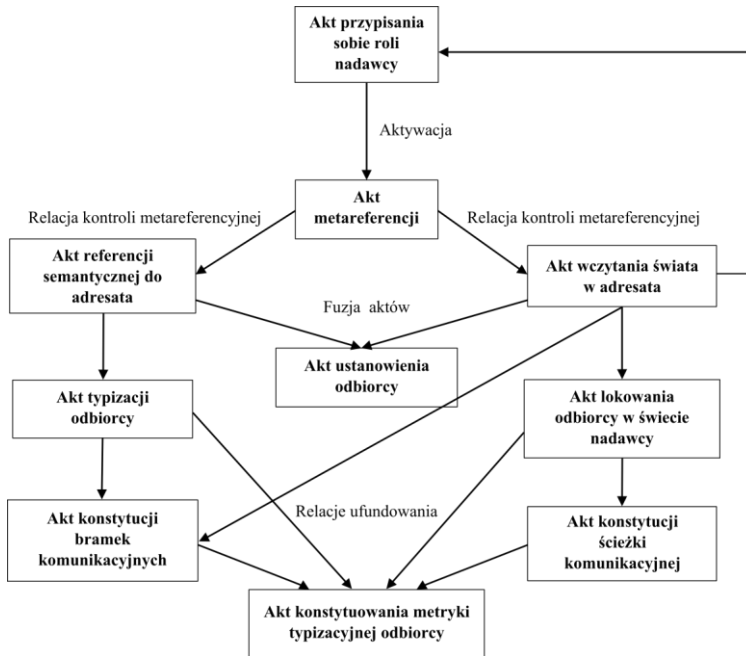 Akt przypisania
sobie roli
nadawcy
Aktywacja
Akt
metareferencji
Relacja kontroli metareferencyjnej
Relacja kontroli metareferencyjnej
Akt referencji
semantycznej do
adresata
Akt wczytania świata
w adresata
Fuzja aktów
Akt ustanowienia
odbiorcy
Akt typizacji
odbiorcy
Akt lokowania
odbiorcy w świecie
nadawcy
Akt konstytucji
bramek
komunikacyjnych
Relacje ufundowania
Akt konstytucji
ścieżki
komunikacyjnej
Akt konstytuowania metryki
typizacyjnej odbiorcy